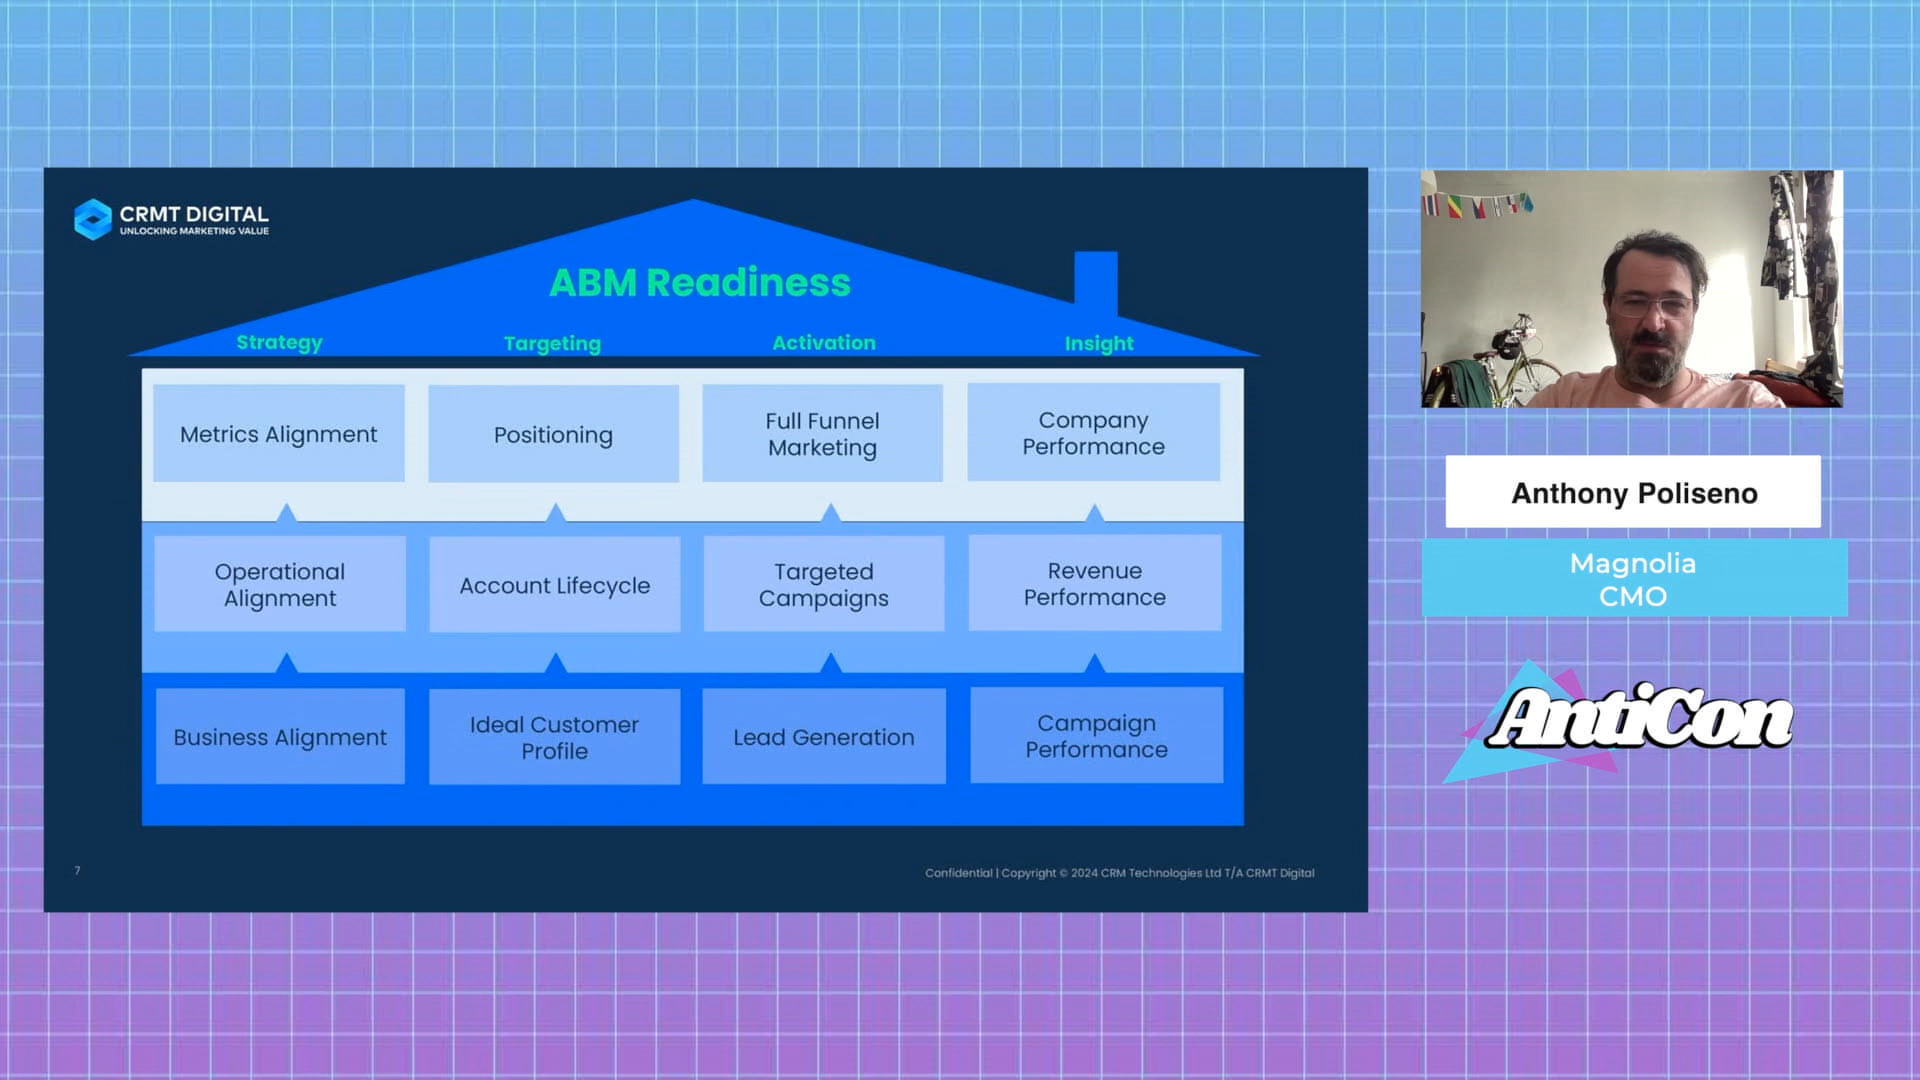 CRMT DIGITAL
UNLOCKING MARKETING VALUE
ABM Readiness
Strategy
Targeting
Activation
Insight
Metrics Alignment
Positioning
Full Funnel
Marketing
Company
Performance
Operational
Alignment
Account Lifecycle
Targeted
Campaigns
Revenue
Performance
Business Alignment
Ideal Customer
Profile
Lead Generation
Campaign
Performance
7
Confidential | Copyright © 2024 CRM Technologies Ltd T/A CRMT Digital
Anthony Poliseno
Magnolia
CMO
AntiCon